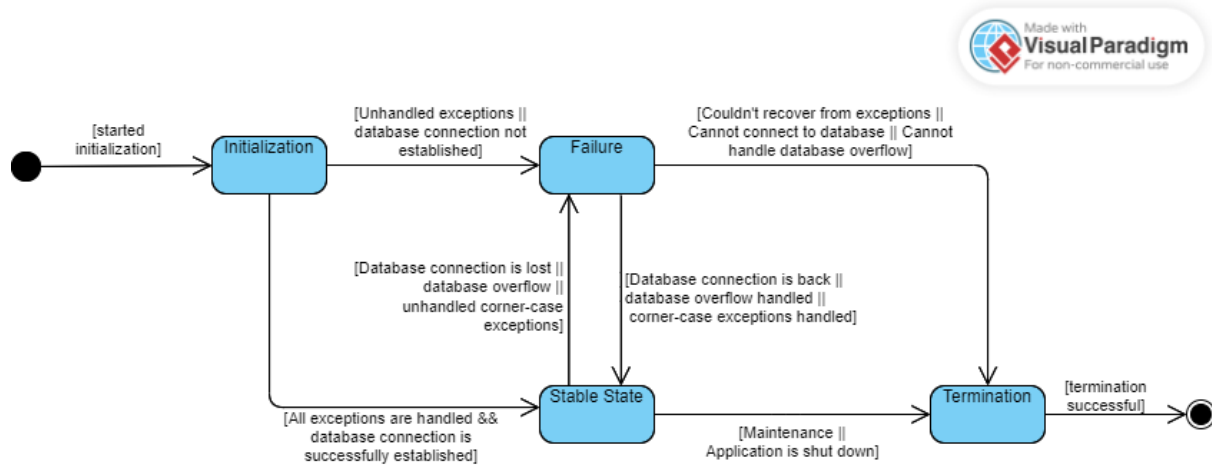 Made with
Visual Paradigm
For non-commercial use
[started
initialization]
Initialization
[Unhandled exceptions ||
database connection not
established]
Failure
[Couldn't recover from exceptions ||
Cannot connect to database || Cannot
handle database overflow]
[Database connection is lost ||
database overflow ||
unhandled corner-case
exceptions]
[Database connection is back ||
database overflow handled ||
corner-case exceptions handled]
[All exceptions are handled &&
database connection is
successfully established]
Stable State
[Maintenance ||
Application is shut down]
Termination
[termination
successful]